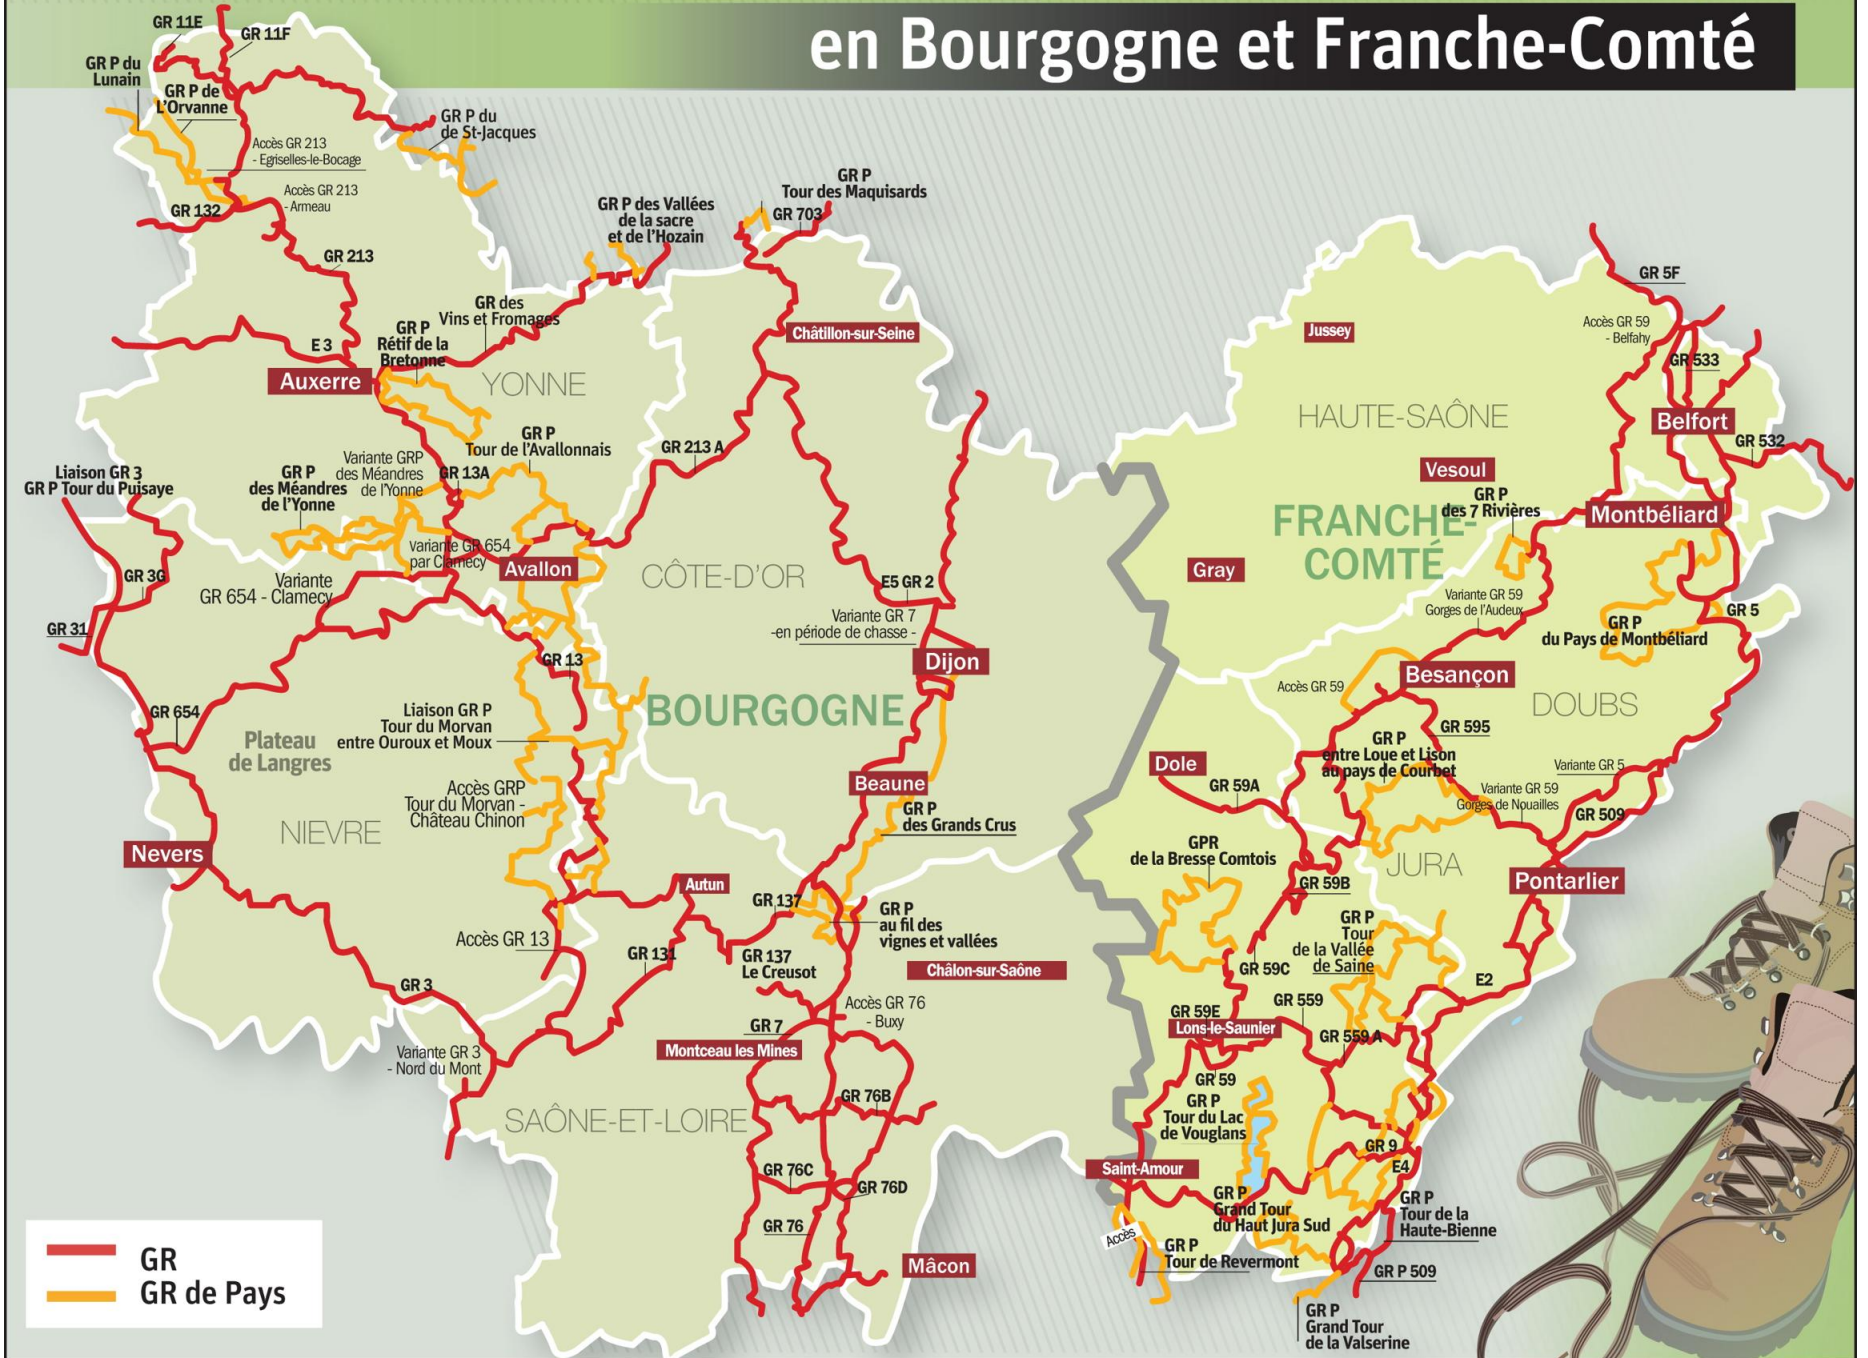 en Bourgogne et Franche-Comté
GR 11E
GR 11F
GR P du
Lunain
GR P de
L'Orvanne
Accès GR 213
- Egriselles-le-Bocage
Accès GR 213
- Armeau
GR 132
GR P du
de St-Jacques
GR 213
GR P des Vallées
de la sacre
et de l'Hozain
GR P
Tour des Maquisards
GR 703
GR des
Vins et Fromages
GR P
Rétif de la
Bretonne
E 3
Auxerre
YONNE
Châtillon-sur-Seine
GR P
Tour de l'Avallonnais
GR 213 A
Variante GRP
des Méandres
de l'Yonne
GR 13A
GR P
des Méandres
de l'Yonne
Liaison GR 3
GR P Tour du Puisaye
Variante GR 654
par Clamecy
Avallon
CÔTE-D'OR
GR 3G
Variante
GR 654 - Clamecy
GR 31
E5 GR 2
Variante GR 7
-en période de chasse -
Dijon
GR 13
BOURGOGNE
GR 654
Plateau
de Langres
Liaison GR P
Tour du Morvan
entre Ouroux et Moux
Accès GRP
Tour du Morvan -
Château Chinon
Beaune
GR P
des Grands Crus
NIEVRE
Nevers
Autun
GR 137
GR P
au fil des
vignes et vallées
Accès GR 13
GR 131
GR 137
Le Creusot
Châlon-sur-Saône
GR 3
Accès GR 76
- Buxy
GR 7
Montceau les Mines
Variante GR 3
- Nord du Mont
SAÔNE-ET-LOIRE
GR 76B
GR 76C
GR 76D
GR 76
Mâcon
GR
GR de Pays
GR 5F
Accès GR 59
- Belfahy
Jussey
GR 533
HAUTE-SAÔNE
Belfort
GR 532
Vesoul
GR P
des 7 Rivières
Montbéliard
FRANCHE-
COMTÉ
Gray
Variante GR 59
Gorges de l'Audeux
GR 5
GR P
du Pays de Montbéliard
Besançon
Accès GR 59
DOUBS
GR 595
GR P
entre Loue et Lison
au pays de Courbet
Dole
GR 59A
Variante GR 5
Variante GR 59
Gorges de Nouailles
GR 509
GPR
de la Bresse Comtois
JURA
Pontarlier
GR 59B
GR P
Tour
de la Vallée
de Saine
GR 59C
E2
GR 59E
GR 559
Lons-le-Saunier
GR 559 A
GR 59
GR P
Tour du Lac
de Vouglans
GR 9
E4
Saint-Amour
GR P
Grand Tour
du Haut Jura Sud
GR P
Tour de la
Haute-Bienne
Accès
GR P
Tour de Revermont
GR P 509
GR P
Grand Tour
de la Valserine